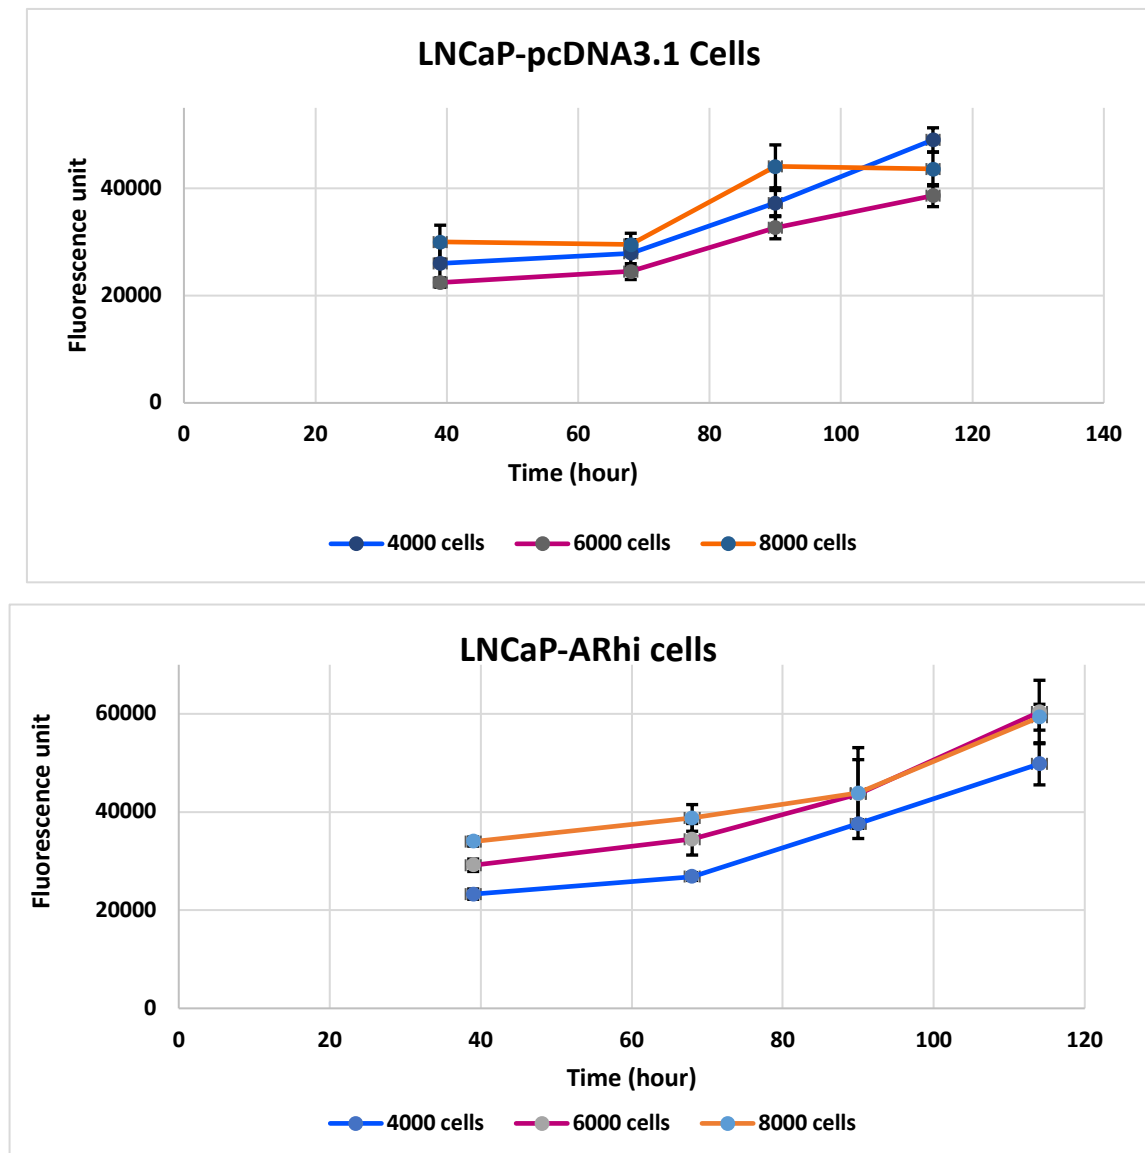 LNCaP-pcDNA3.1 Cells
Fluorescence unit
40000
20000
0
0 20 40 60 80 100 120 140
Time (hour)
4000 cells 6000 cells 8000 cells
LNCaP-ARhi cells
Fluorescence unit
60000
40000
20000
0
0 20 40 60 80 100 120
Time (hour)
4000 cells 6000 cells 8000 cells